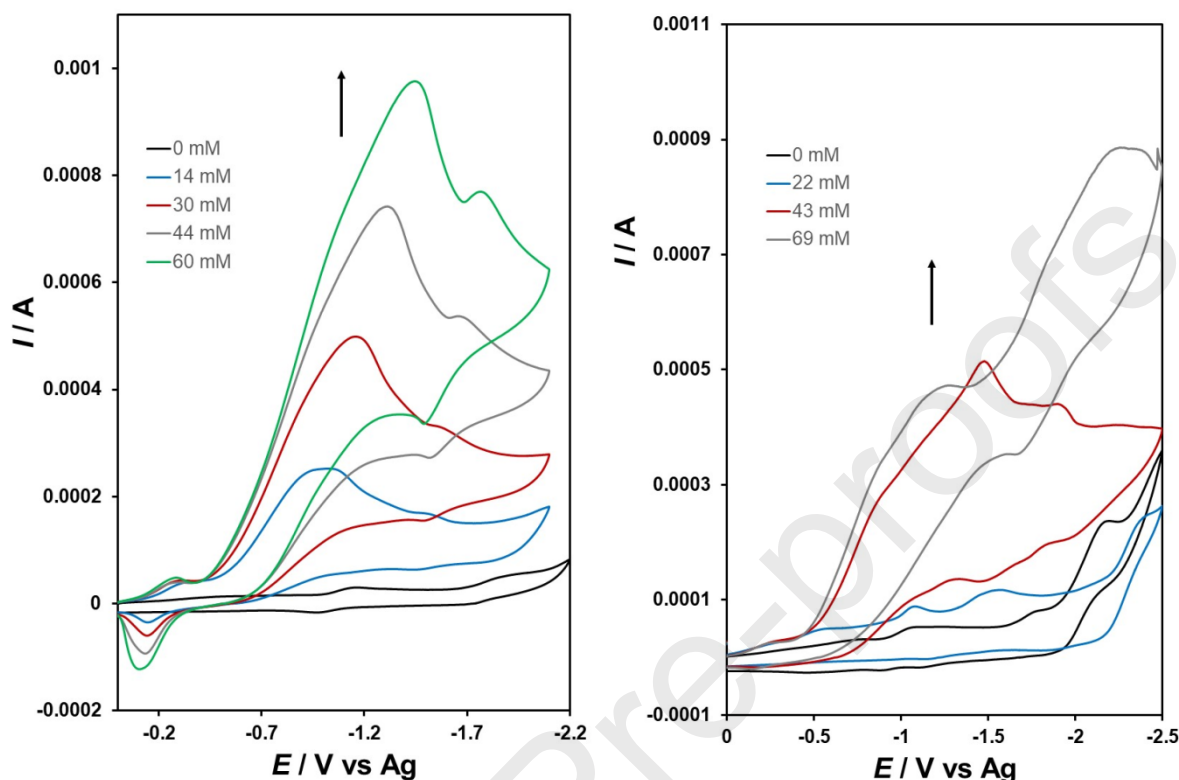 I / A
0.001
0.0008
0.0006
0.0004
0.0002
0
-0.0002
0 mM
14 mM
30 mM
44 mM
60 mM
-0.2 -0.7 -1.2 -1.7 -2.2
E / V vs Ag
I / A
0.0011
0.0009
0.0007
0.0005
0.0003
0.0001
-0.0001
0 mM
22 mM
43 mM
69 mM
0 -0.5 -1 -1.5 -2 -2.5
E / V vs Ag
Pre-proofs